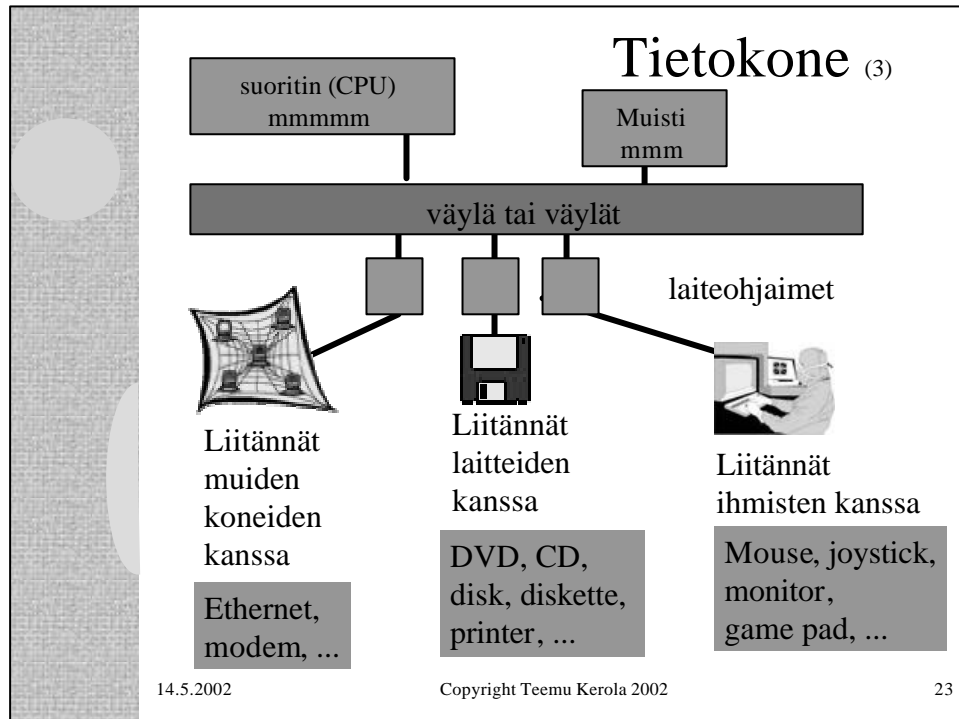 Tietokone (3)
suoritin (CPU)
mmmmm
Muisti
mmm
väylä tai väylät
laiteohjaimet
Liitännät
muiden
koneiden
kanssa
Ethernet,
modem, ...
Liitännät
laitteiden
kanssa
DVD, CD,
disk, diskette,
printer, ...
Liitännät
ihmisten kanssa
Mouse, joystick,
monitor,
game pad, ...
14.5.2002
Copyright Teemu Kerola 2002
23